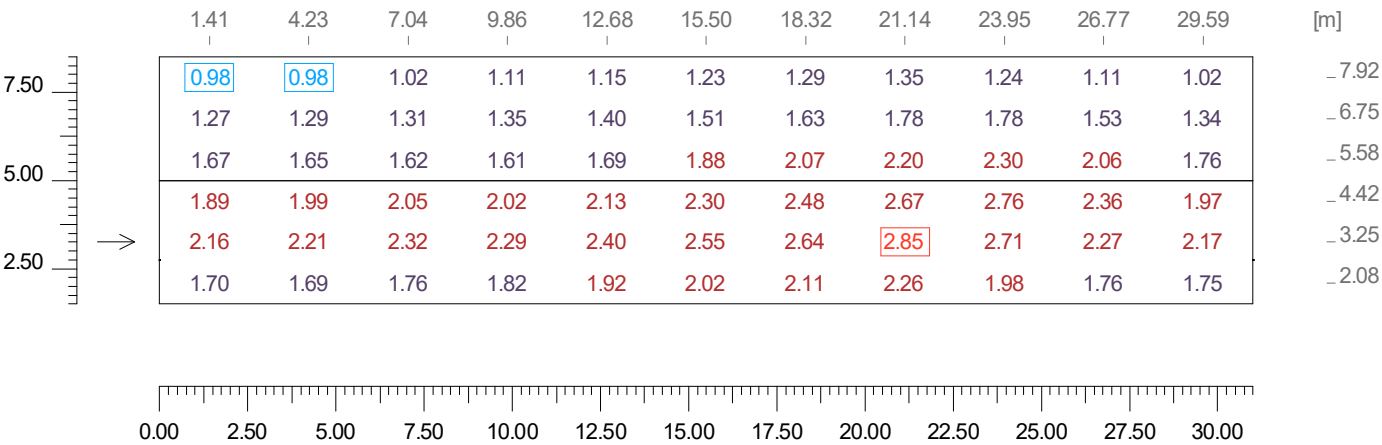 1.41 4.23 7.04 9.86 12.68 15.50 18.32 21.14 23.95 26.77 29.59 [m]
7.50 0.98 0.98 1.02 1.11 1.15 1.23 1.29 1.35 1.24 1.11 1.02 7.92
1.27 1.29 1.31 1.35 1.40 1.51 1.63 1.78 1.78 1.53 1.34 6.75
1.67 1.65 1.62 1.61 1.69 1.88 2.07 2.20 2.30 2.06 1.76 5.58
5.00
1.89 1.99 2.05 2.02 2.13 2.30 2.48 2.67 2.76 2.36 1.97 4.42
2.16 2.21 2.32 2.29 2.40 2.55 2.64 2.85 2.71 2.27 2.17 3.25
2.50
1.70 1.69 1.76 1.82 1.92 2.02 2.11 2.26 1.98 1.76 1.75 2.08
0.00 2.50 5.00 7.50 10.00 12.50 15.00 17.50 20.00 22.50 25.00 27.50 30.00